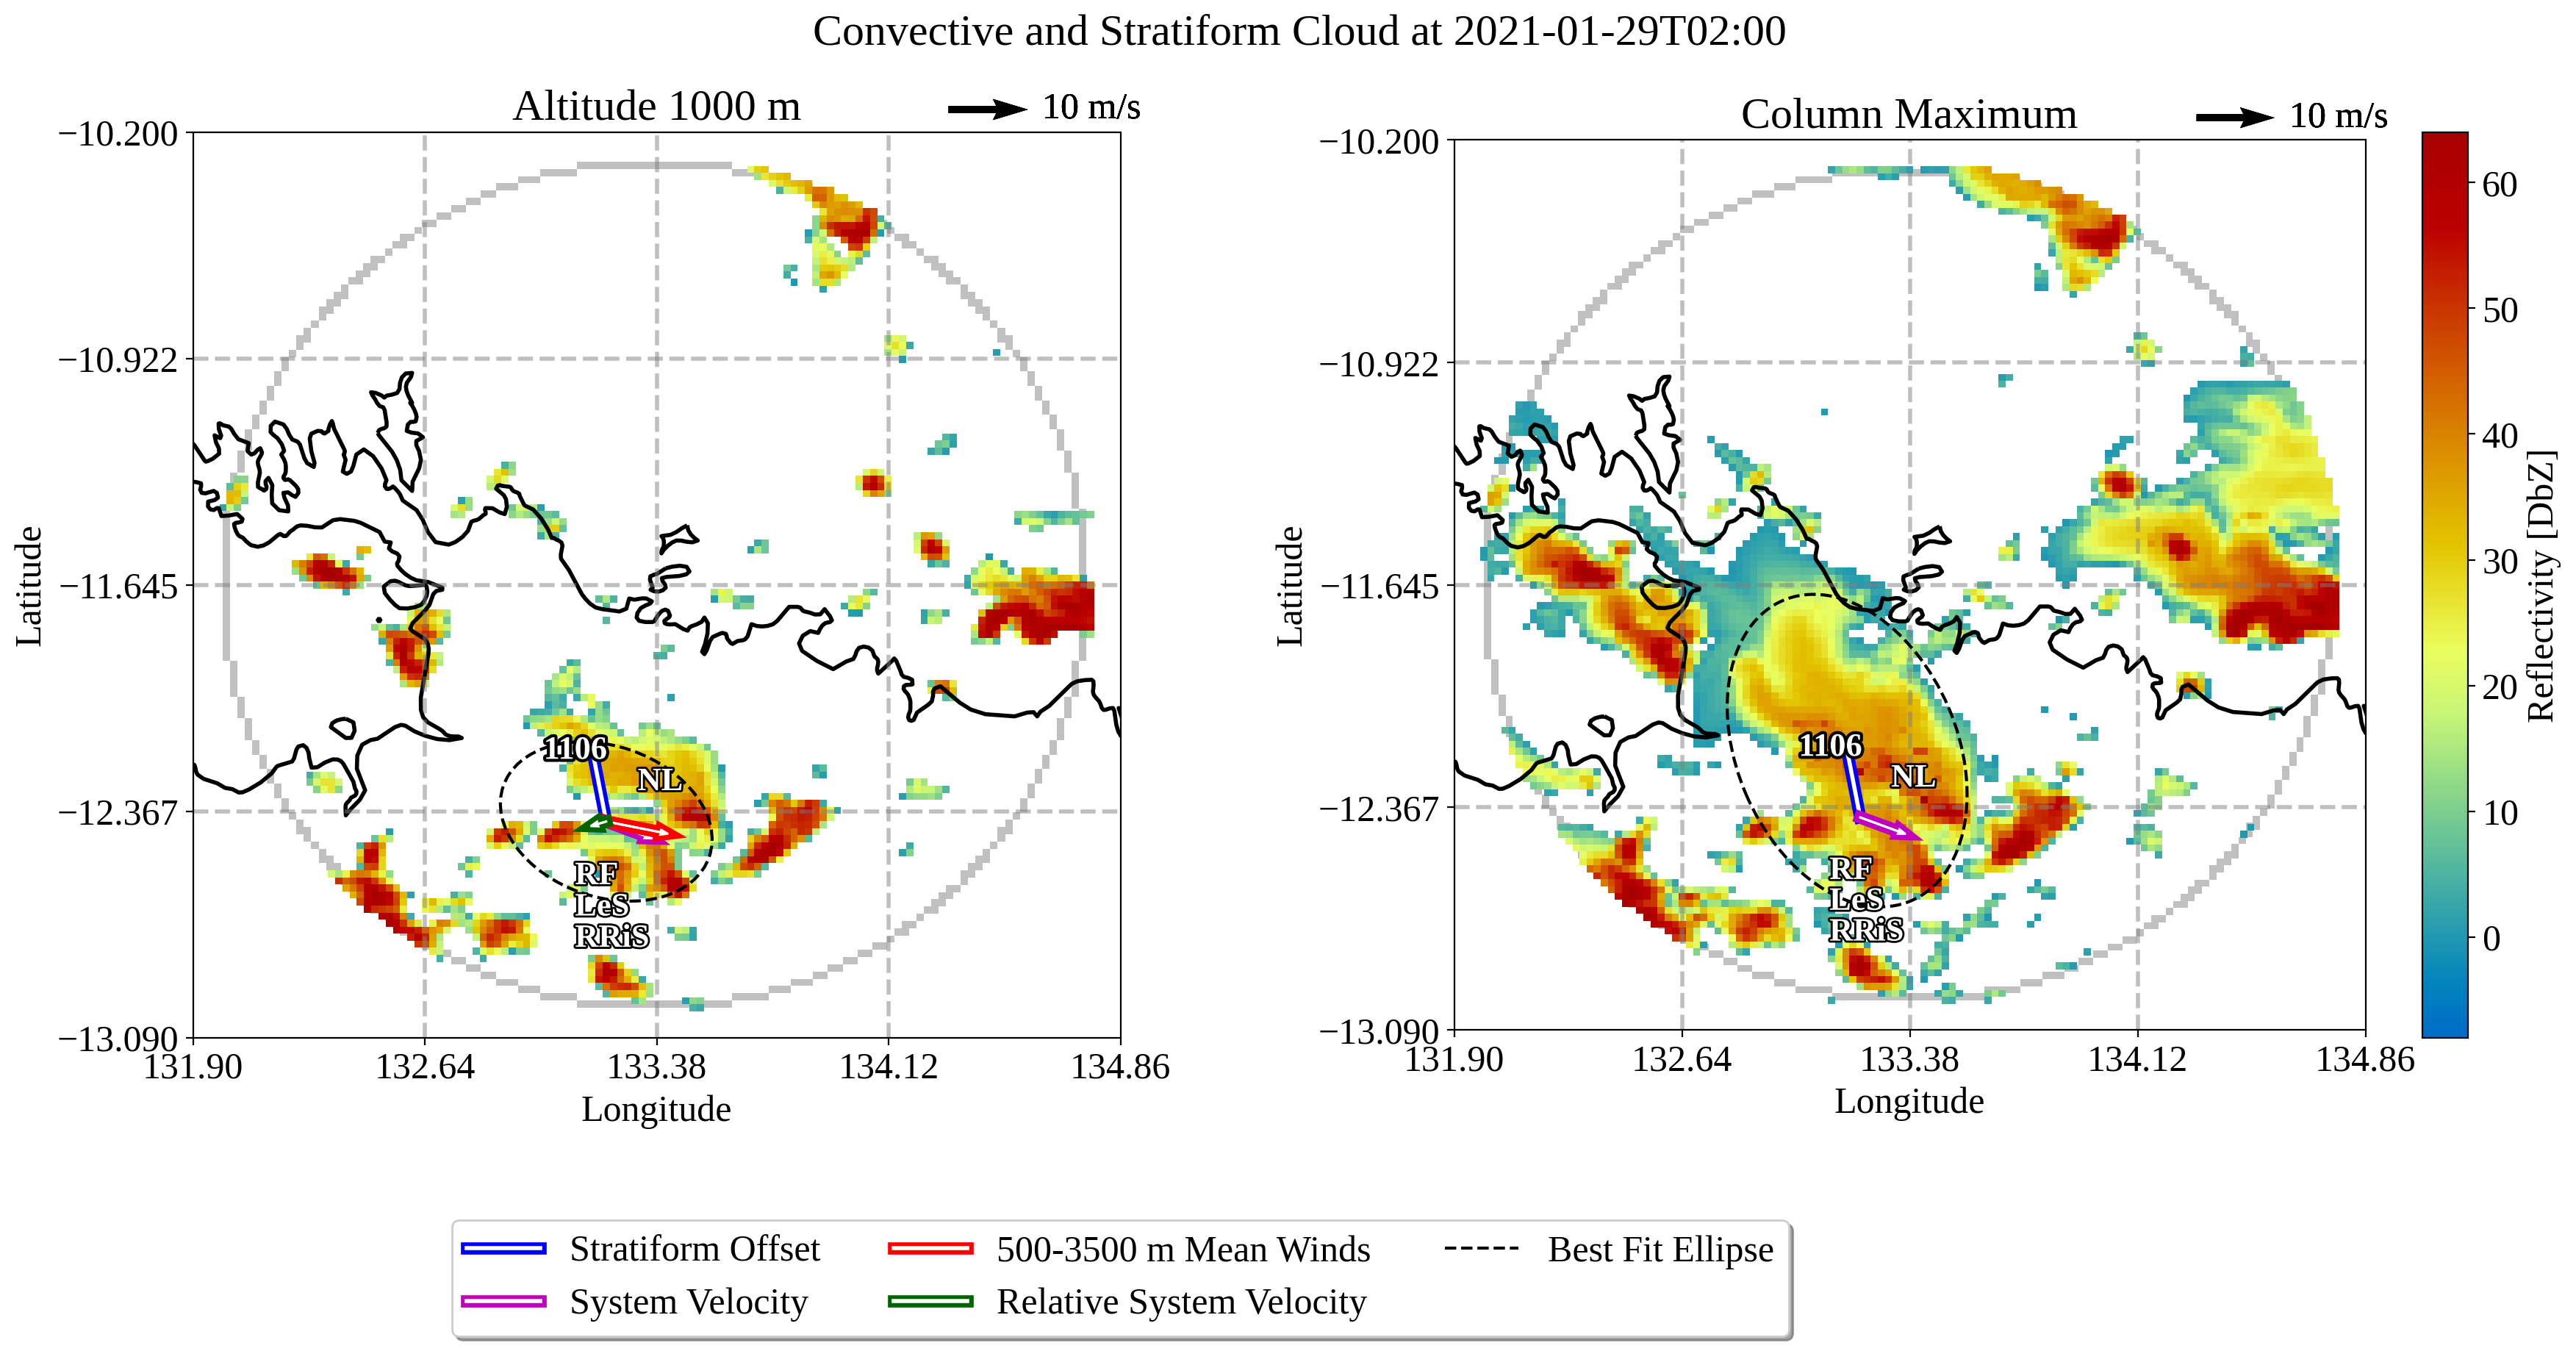 Convective and Stratiform Cloud at 2021-01-29T02:00
Altitude 1000 m
10 m/s
−10.200
−10.922
−11.645
−12.367
−13.090
Latitude
131.90
132.64
133.38
134.12
134.86
Longitude
1106
NL
RF
LeS
RRiS
Column Maximum
10 m/s
−10.200
−10.922
−11.645
−12.367
−13.090
Latitude
131.90
132.64
133.38
134.12
134.86
Longitude
1106
NL
RF
LeS
RRiS
60
50
40
30
20
10
0
Reflectivity [DbZ]
Stratiform Offset
System Velocity
500-3500 m Mean Winds
Relative System Velocity
Best Fit Ellipse